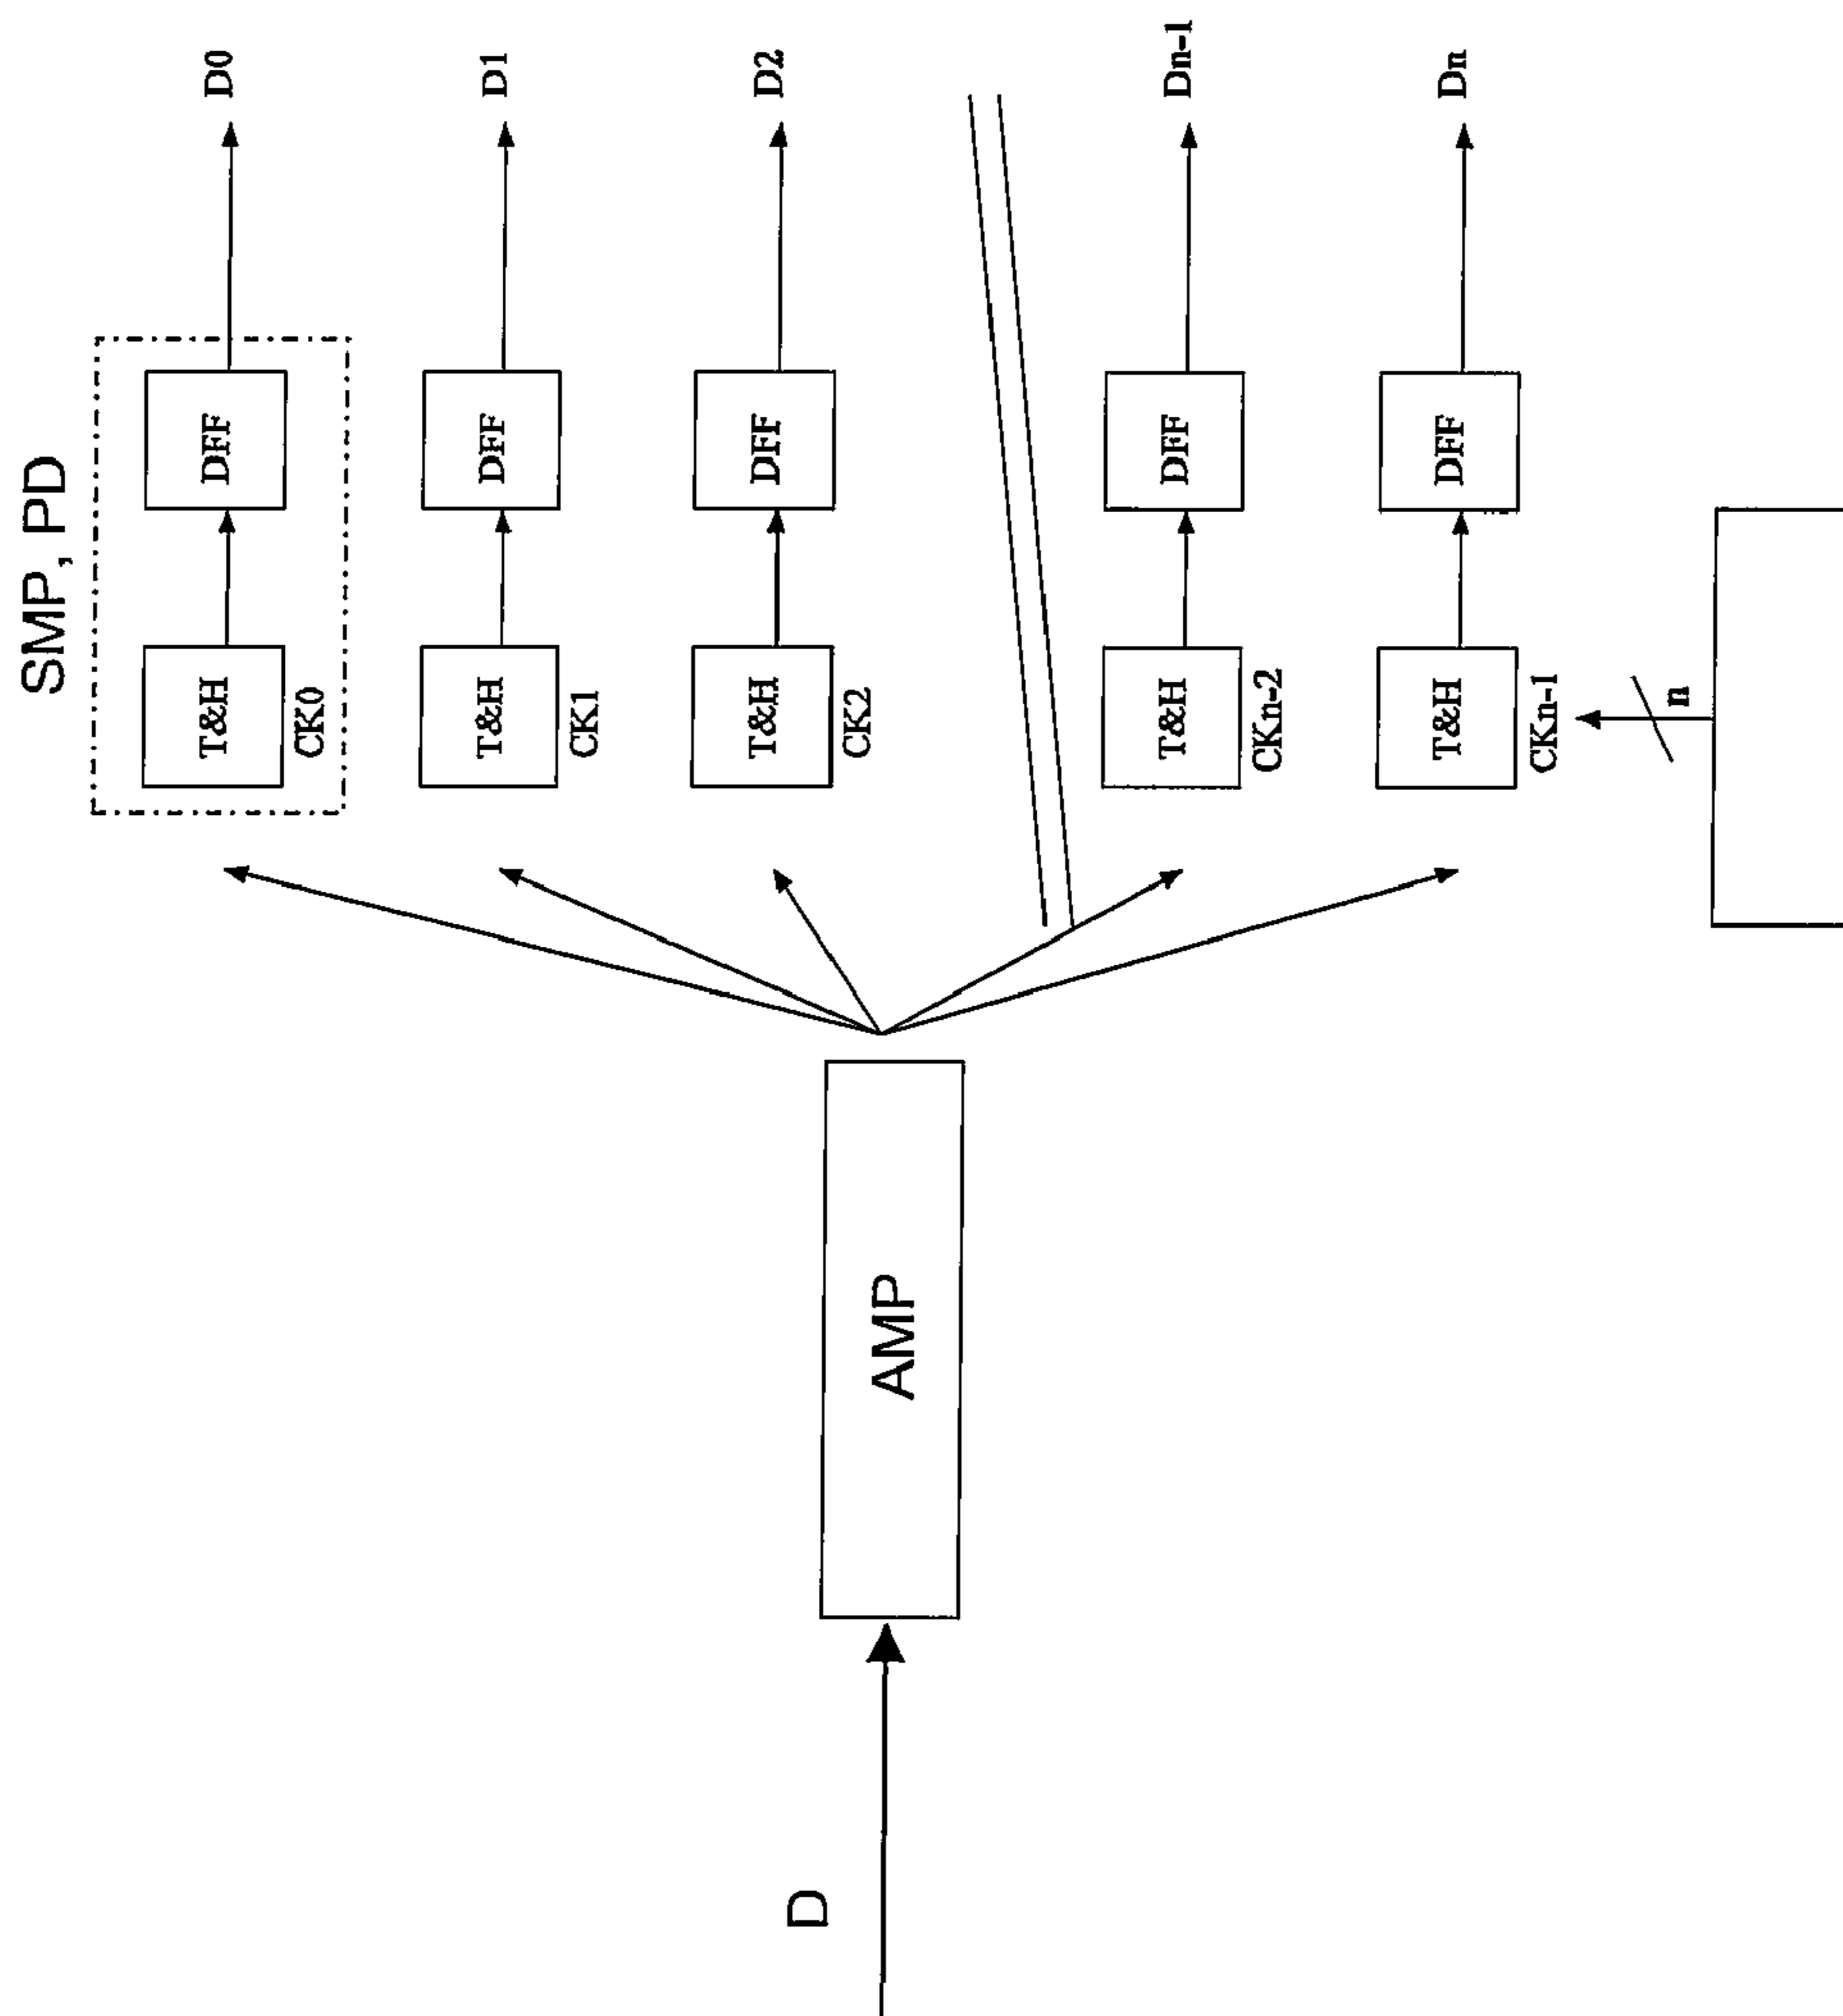 SMP, PD
D
AMP
T&H
CK0
DFF
D0
T&H
CK1
DFF
D1
T&H
CK2
DFF
D2
T&H
CKn-2
DFF
Dn-1
T&H
CKn-1
DFF
Dn
n